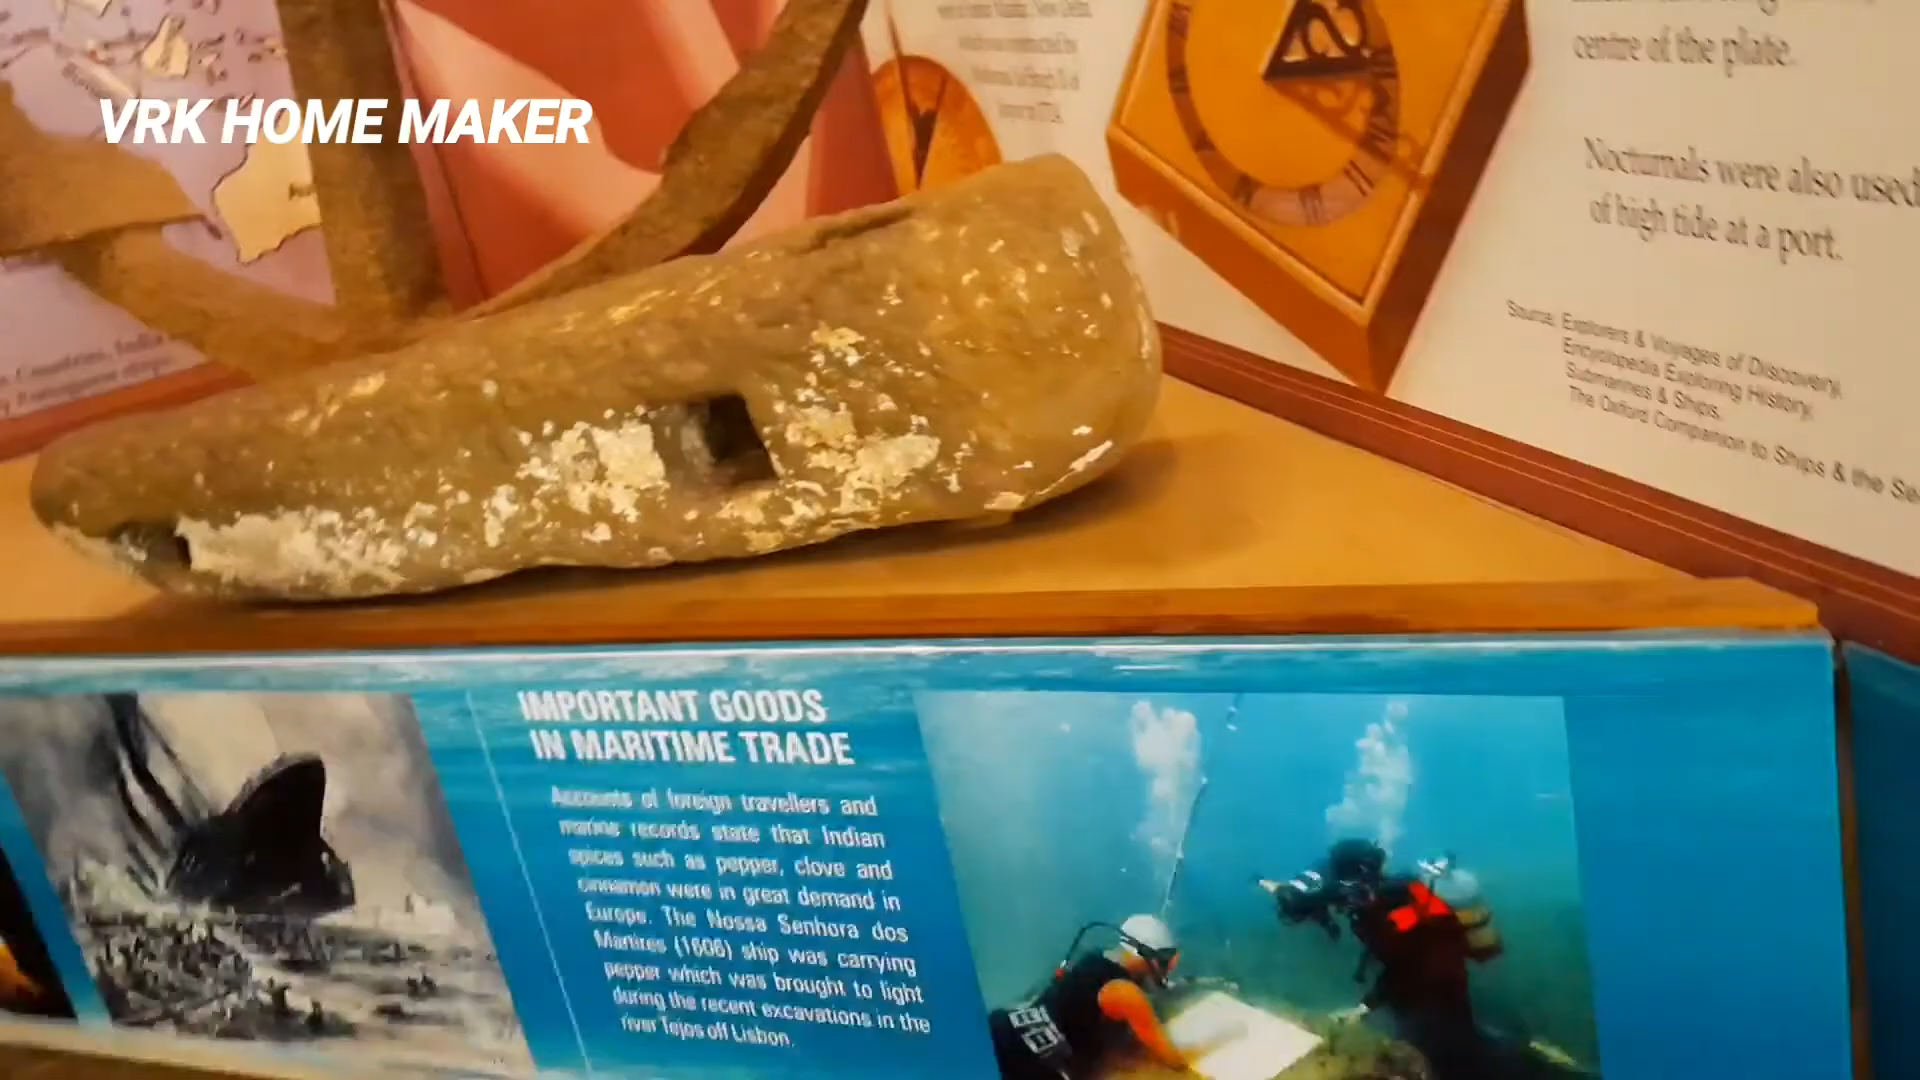 VRK HOME MAKER
centre of the plate.
Nocturnals were also used
of high tide at a port.
Source: Explorers & Voyages of Discovery,
Encyclopedia Exploring History,
Submarines & Ships,
The Oxford Companion to Ships & the Se
IMPORTANT GOODS
IN MARITIME TRADE
Accounts of foreign travellers and
marine records state that Indian
spices such as pepper, clove and
cinnamon were in great demand in
Europe. The Nossa Senhora dos
Martires (1606) ship was carrying
pepper which was brought to light
during the recent excavations in the
river Tejos off Lisbon.